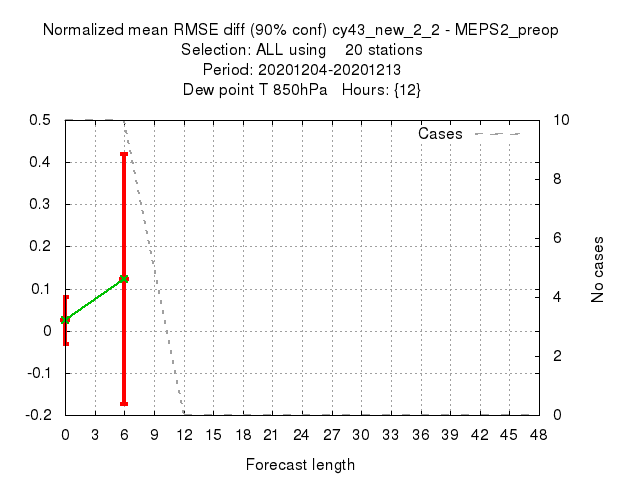 Normalized mean RMSE diff (90% conf) cy43_new_2_2 - MEPS2_preop
Selection: ALL using    20 stations
Period: 20201204-20201213
Dew point T 850hPa   Hours: {12}
Cases
0.5
0.4
0.3
0.2
0.1
0
-0.1
-0.2
10
8
6
4
2
0
No cases
0 3 6 9 12 15 18 21 24 27 30 33 36 39 42 45 48
Forecast length